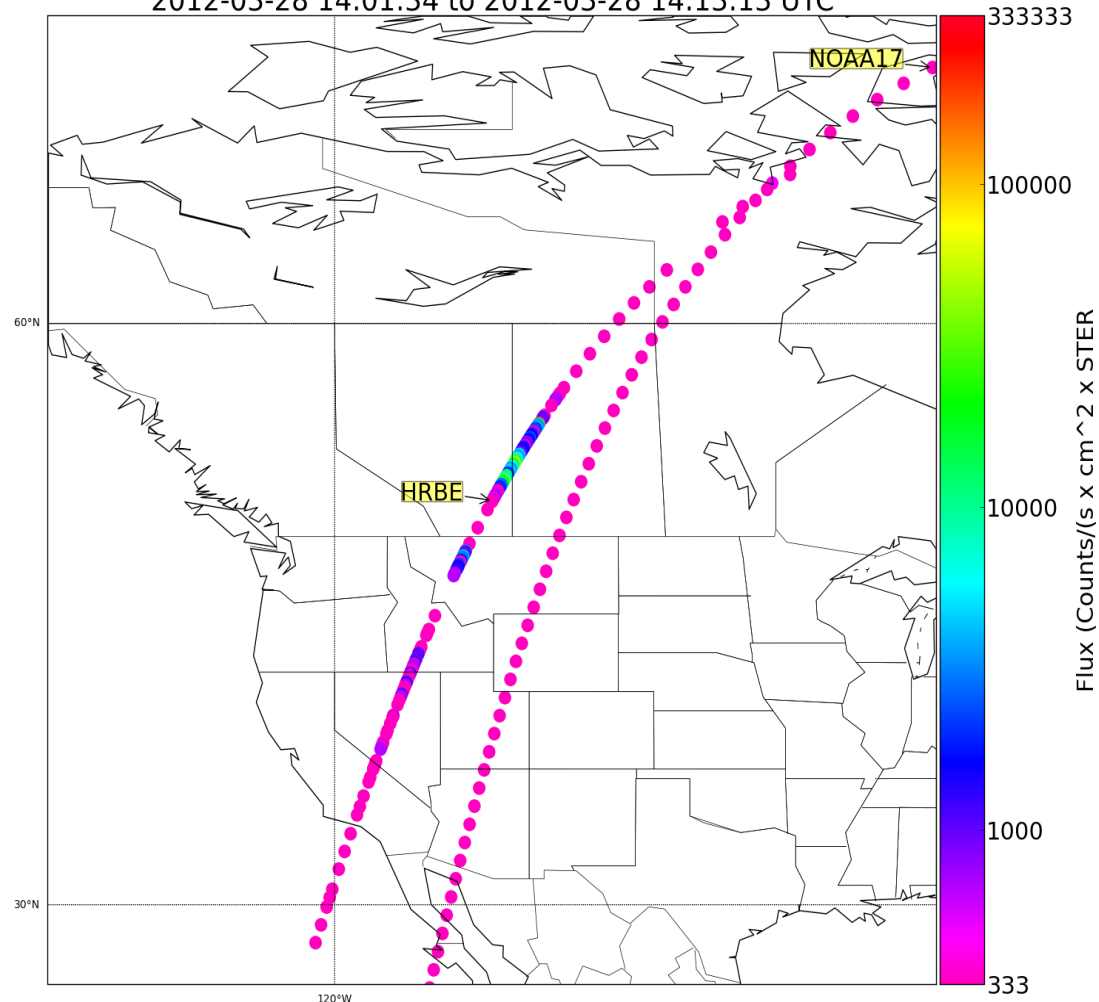 2012-03-28 14:01:34 to 2012-03-28 14:13:13 UTC
333333
NOAA17
100000
60°N
Flux (Counts/(s x cm^2 x STER
HRBE
10000
1000
30°N
333
120°W